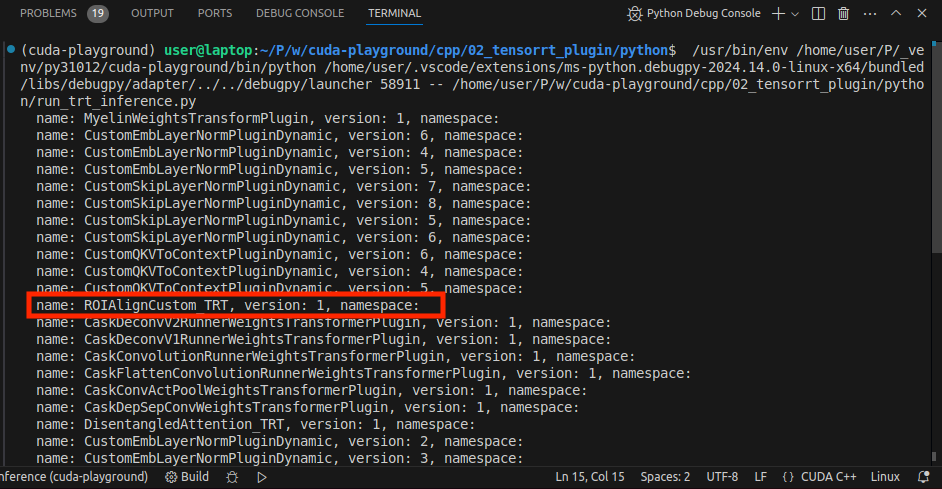 PROBLEMS 19 OUTPUT PORTS DEBUG CONSOLE TERMINAL Python Debug Console
(cuda-playground) user@laptop:~/P/w/cuda-playground/cpp/02_tensorrt_plugin/python$ /usr/bin/env /home/user/P/_ve
nv/py31012/cuda-playground/bin/python /home/user/.vscode/extensions/ms-python.debugpy-2024.14.0-linux-x64/bundled
/libs/debugpy/adapter/../../debugpy/launcher 58911 -- /home/user/P/w/cuda-playground/cpp/02_tensorrt_plugin/pytho
n/run_trt_inference.py
name: MyelinWeightsTransformPlugin, version: 1, namespace:
name: CustomEmbLayerNormPluginDynamic, version: 6, namespace:
name: CustomEmbLayerNormPluginDynamic, version: 4, namespace:
name: CustomEmbLayerNormPluginDynamic, version: 5, namespace:
name: CustomSkipLayerNormPluginDynamic, version: 7, namespace:
name: CustomSkipLayerNormPluginDynamic, version: 8, namespace:
name: CustomSkipLayerNormPluginDynamic, version: 5, namespace:
name: CustomSkipLayerNormPluginDynamic, version: 6, namespace:
name: CustomQKVToContextPluginDynamic, version: 6, namespace:
name: CustomQKVToContextPluginDynamic, version: 4, namespace:
name: CustomQKVToContextPluginDynamic, version: 5, namespace:
name: ROIAlignCustom_TRT, version: 1, namespace:
name: CaskDeconvV2RunnerWeightsTransformerPlugin, version: 1, namespace:
name: CaskDeconvV1RunnerWeightsTransformerPlugin, version: 1, namespace:
name: CaskConvolutionRunnerWeightsTransformerPlugin, version: 1, namespace:
name: CaskFlattenConvolutionRunnerWeightsTransformerPlugin, version: 1, namespace:
name: CaskConvActPoolWeightsTransformerPlugin, version: 1, namespace:
name: CaskDepSepConvWeightsTransformerPlugin, version: 1, namespace:
name: DisentangledAttention_TRT, version: 1, namespace:
name: CustomEmbLayerNormPluginDynamic, version: 2, namespace:
name: CustomEmbLayerNormPluginDynamic, version: 3, namespace:
nference (cuda-playground) Build Ln 15, Col 15 Spaces: 2 UTF-8 LF {} CUDA C++ Linux